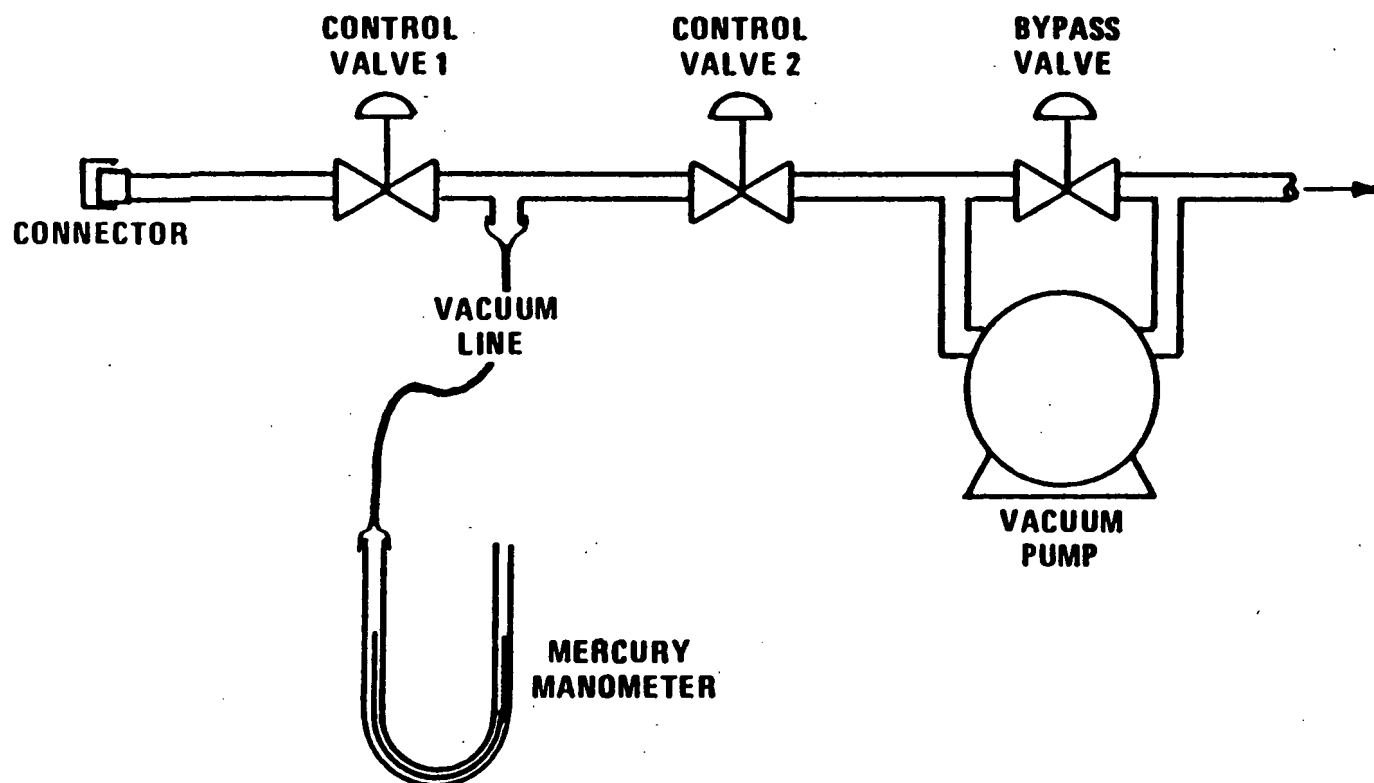 CONTROL
VALVE 1
CONTROL
VALVE 2
BYPASS
VALVE
CONNECTOR
VACUUM
LINE
VACUUM
PUMP
MERCURY
MANOMETER